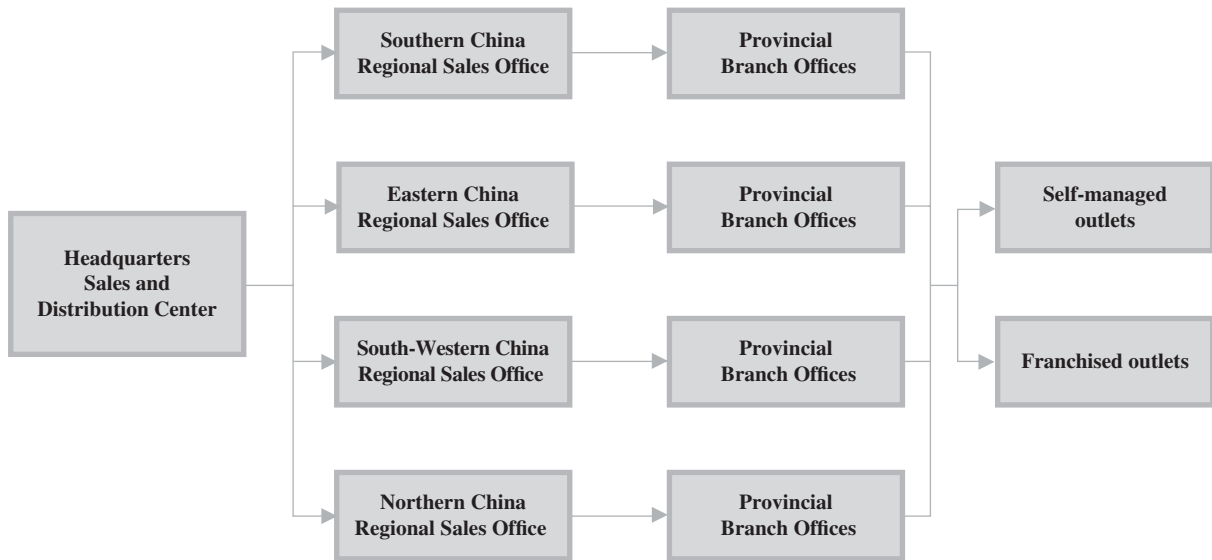 Headquarters
Sales and
Distribution Center
Southern China
Regional Sales Office
Provincial
Branch Offices
Eastern China
Regional Sales Office
Provincial
Branch Offices
South-Western China
Regional Sales Office
Provincial
Branch Offices
Northern China
Regional Sales Office
Provincial
Branch Offices
Self-managed
outlets
Franchised outlets